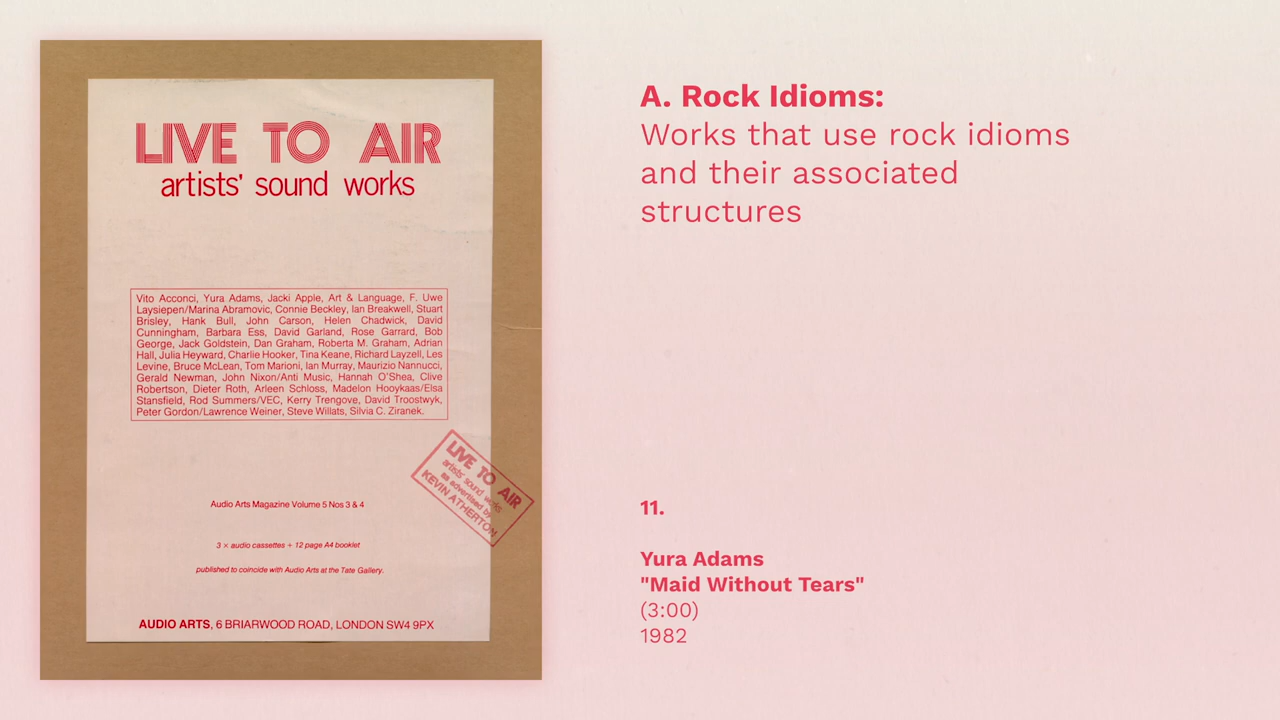 LIVE TO AIR
artists' sound works
Vito Acconci, Yura Adams, Jacki Apple, Art & Language, F. Uwe
Laysiepen/Marina Abramovic, Connie Beckley, Ian Breakwell, Stuart
Brisley, Hank Bull, John Carson, Helen Chadwick, David
Cunningham, Barbara Ess, David Garland, Rose Garrard, Bob
George, Jack Goldstein, Dan Graham, Roberta M. Graham, Adrian
Hall, Julia Heyward, Charlie Hooker, Tina Keane, Richard Layzell, Les
Levine, Bruce McLean, Tom Marioni, Ian Murray, Maurizio Nannucci,
Gerald Newman, John Nixon/Anti Music, Hannah O'Shea, Clive
Robertson, Dieter Roth, Arleen Schloss, Madelon Hooykaas/Elsa
Stansfield, Rod Summers/VEC, Kerry Trengove, David Troostwyk,
Peter Gordon/Lawrence Weiner, Steve Willats, Silvia C. Ziranek.
LIVE TO AIR
artists' sound works
as advertised by
KEVIN ATHERTON
Audio Arts Magazine Volume 5 Nos 3 & 4
3 × audio cassettes + 12 page A4 booklet
published to coincide with Audio Arts at the Tate Gallery.
AUDIO ARTS, 6 BRIARWOOD ROAD, LONDON SW4 9PX
A. Rock Idioms:
Works that use rock idioms
and their associated
structures
11.
Yura Adams
"Maid Without Tears"
(3:00)
1982